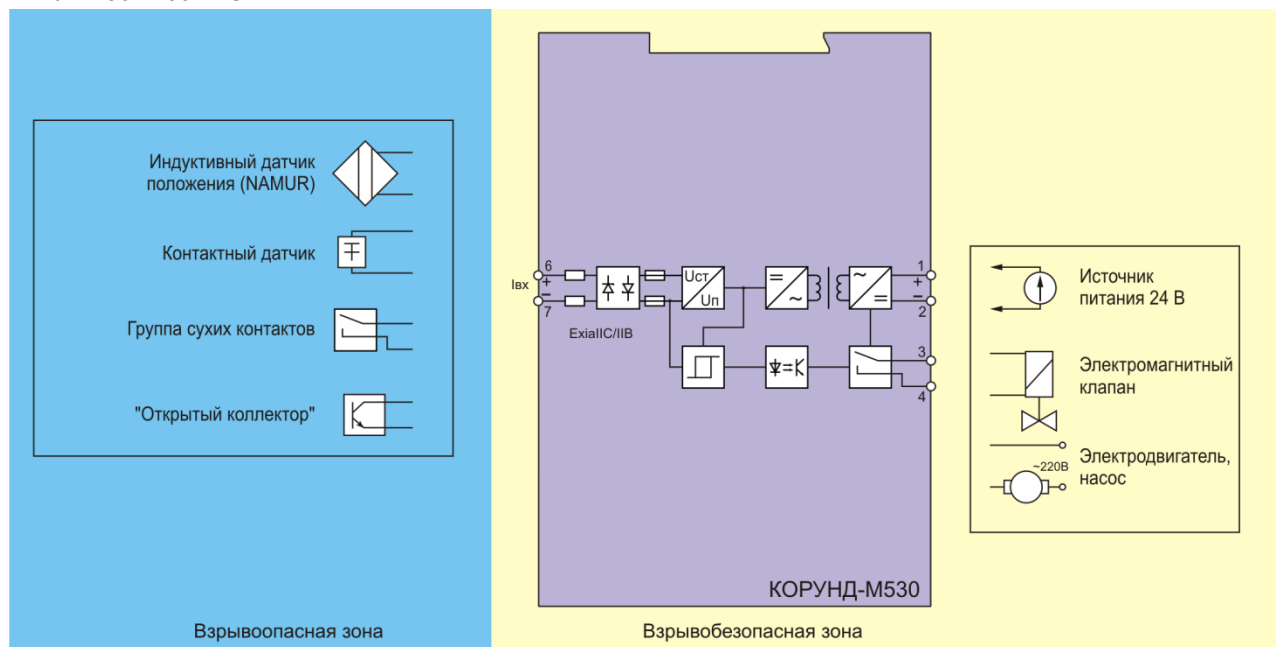 Индуктивный датчик
положения (NAMUR)
Контактный датчик
Группа сухих контактов
"Открытый коллектор"
Взрывоопасная зона
Iвх
6
+
−
7
ExiaIIC/IIB
Uст
Uп
=
~
~
=
1
+
−
2
3
4
=
КОРУНД-М530
Взрывобезопасная зона
Источник
питания 24 В
Электромагнитный
клапан
Электродвигатель,
насос
~220В